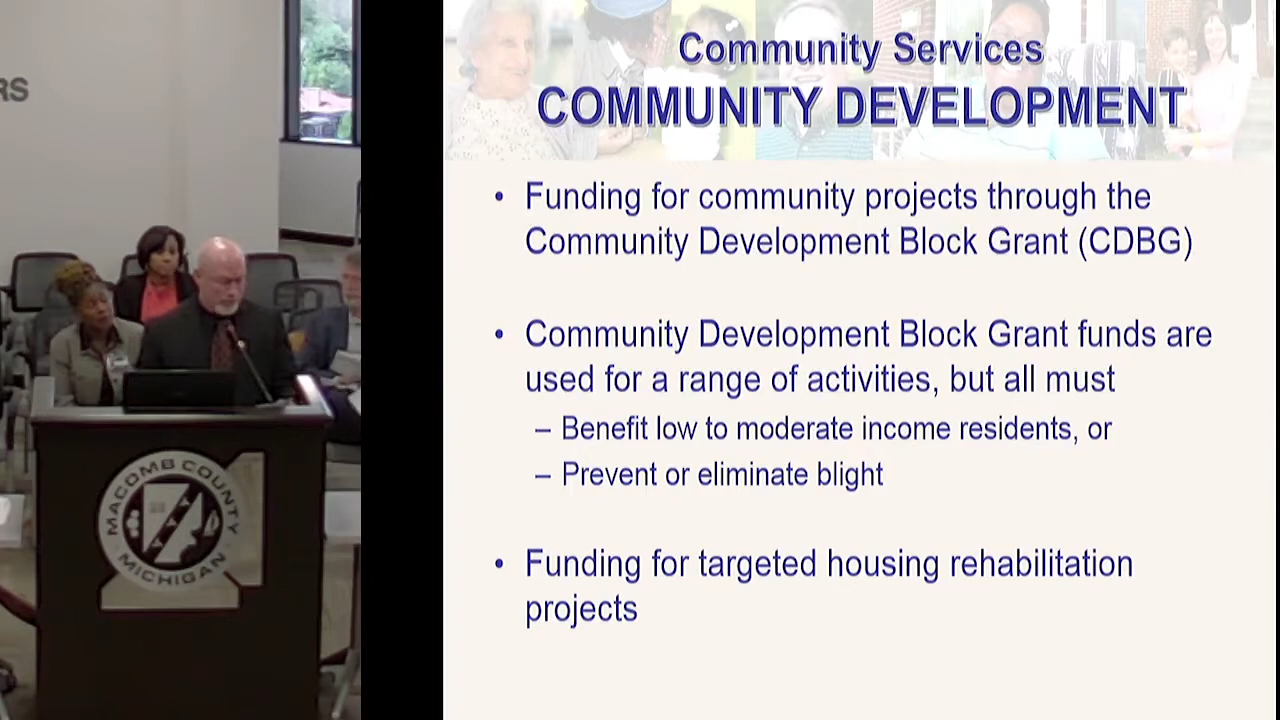 RS
MACOMB COUNTY
MICHIGAN
Community Services
COMMUNITY DEVELOPMENT
• Funding for community projects through the
Community Development Block Grant (CDBG)
• Community Development Block Grant funds are
used for a range of activities, but all must
– Benefit low to moderate income residents, or
– Prevent or eliminate blight
• Funding for targeted housing rehabilitation
projects